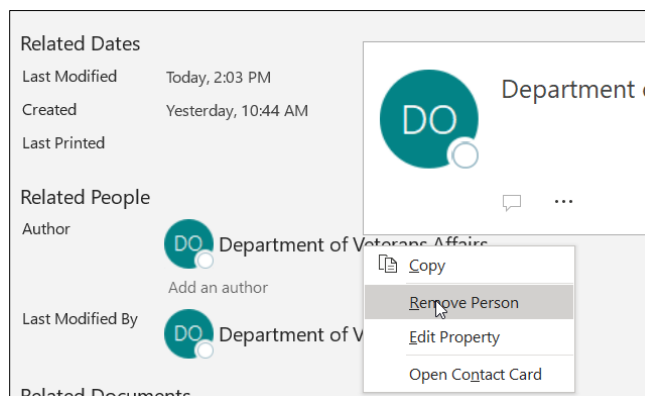 Related Dates
Last Modified Today, 2:03 PM
Created Yesterday, 10:44 AM
Last Printed
Related People
Author
DO Department of Veterans Affairs
Add an author
Last Modified By
DO Department of V
Related Documents
DO
Department
...
Copy
Remove Person
Edit Property
Open Contact Card